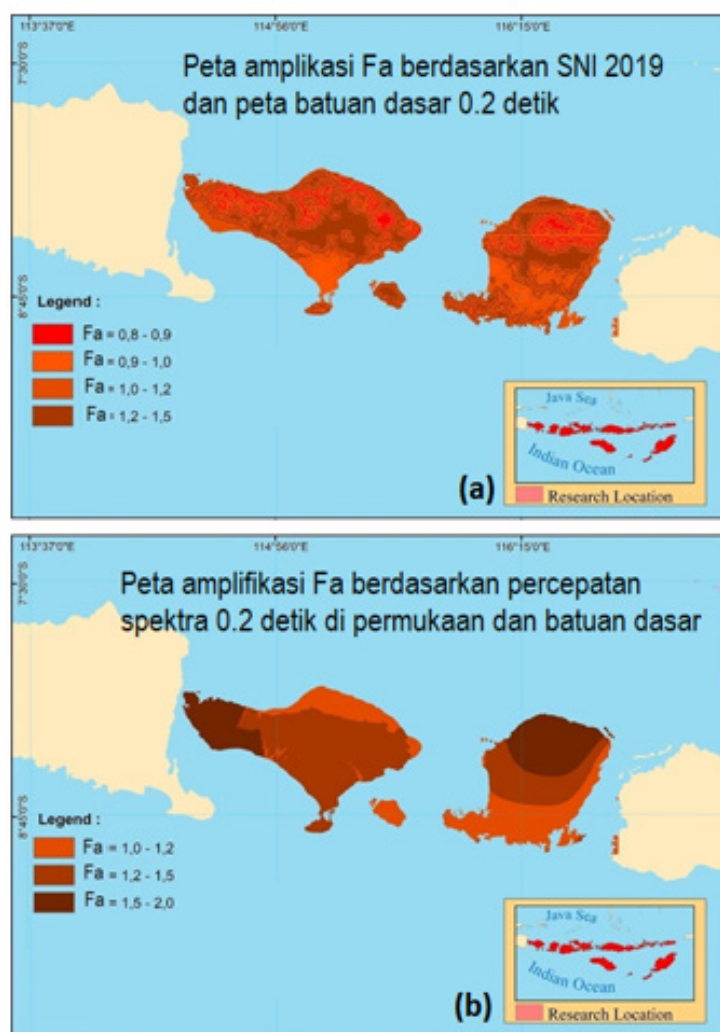 113°37'0"E 114°56'0"E 116°15'0"E
7°30'0"S
Peta amplikasi Fa berdasarkan SNI 2019
dan peta batuan dasar 0.2 detik
8°45'0"S
Legend :
Fa = 0,8 - 0,9
Fa = 0,9 - 1,0
Fa = 1,0 - 1,2
Fa = 1,2 - 1,5
Java Sea
Indian Ocean
Research Location
(a)
113°37'0"E 114°56'0"E 116°15'0"E
7°30'0"S
Peta amplifikasi Fa berdasarkan percepatan
spektra 0.2 detik di permukaan dan batuan dasar
8°45'0"S
Legend :
Fa = 1,0 - 1,2
Fa = 1,2 - 1,5
Fa = 1,5 - 2,0
Java Sea
Indian Ocean
Research Location
(b)